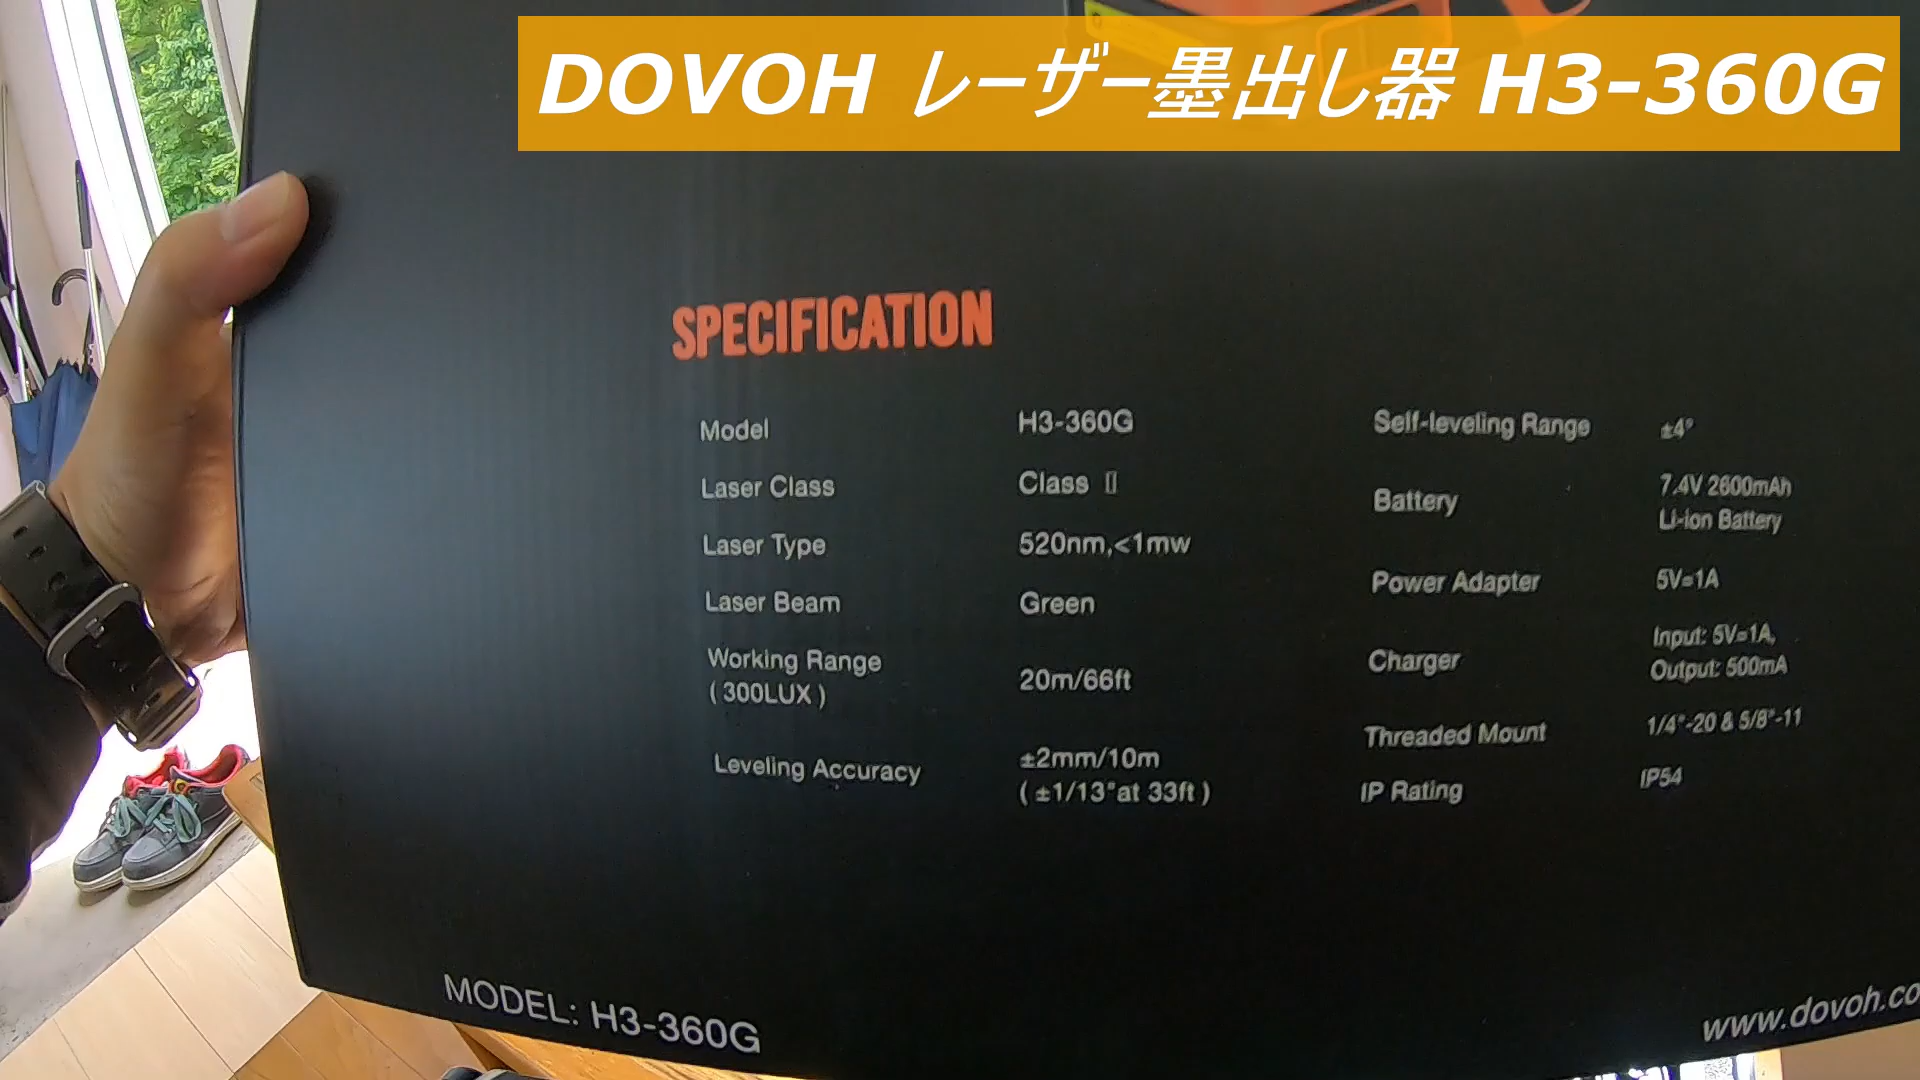 DOVOH レーザー墨出し器 H3-360G
SPECIFICATION
Model H3-360G
Laser Class Class Ⅱ
Laser Type 520nm,<1mw
Laser Beam Green
Working Range
( 300LUX ) 20m/66ft
Leveling Accuracy ±2mm/10m
( ±1/13"at 33ft )
Self-leveling Range ±4°
Battery 7.4V 2600mAh
Li-ion Battery
Power Adapter 5V=1A
Charger Input: 5V=1A,
Output: 500mA
Threaded Mount 1/4"-20 & 5/8"-11
IP Rating IP54
MODEL: H3-360G
www.dovoh.co